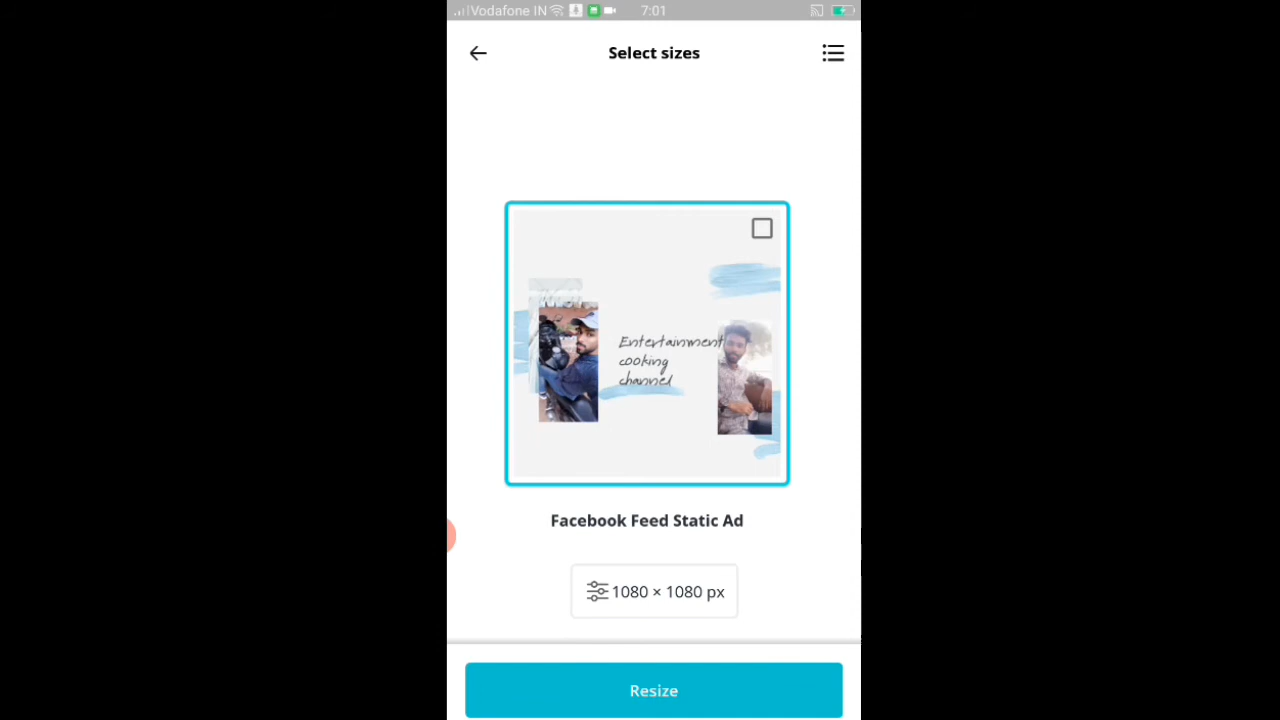 Vodafone IN 7:01
Select sizes
Entertainment
cooking
channel
Facebook Feed Static Ad
1080 × 1080 px
Resize